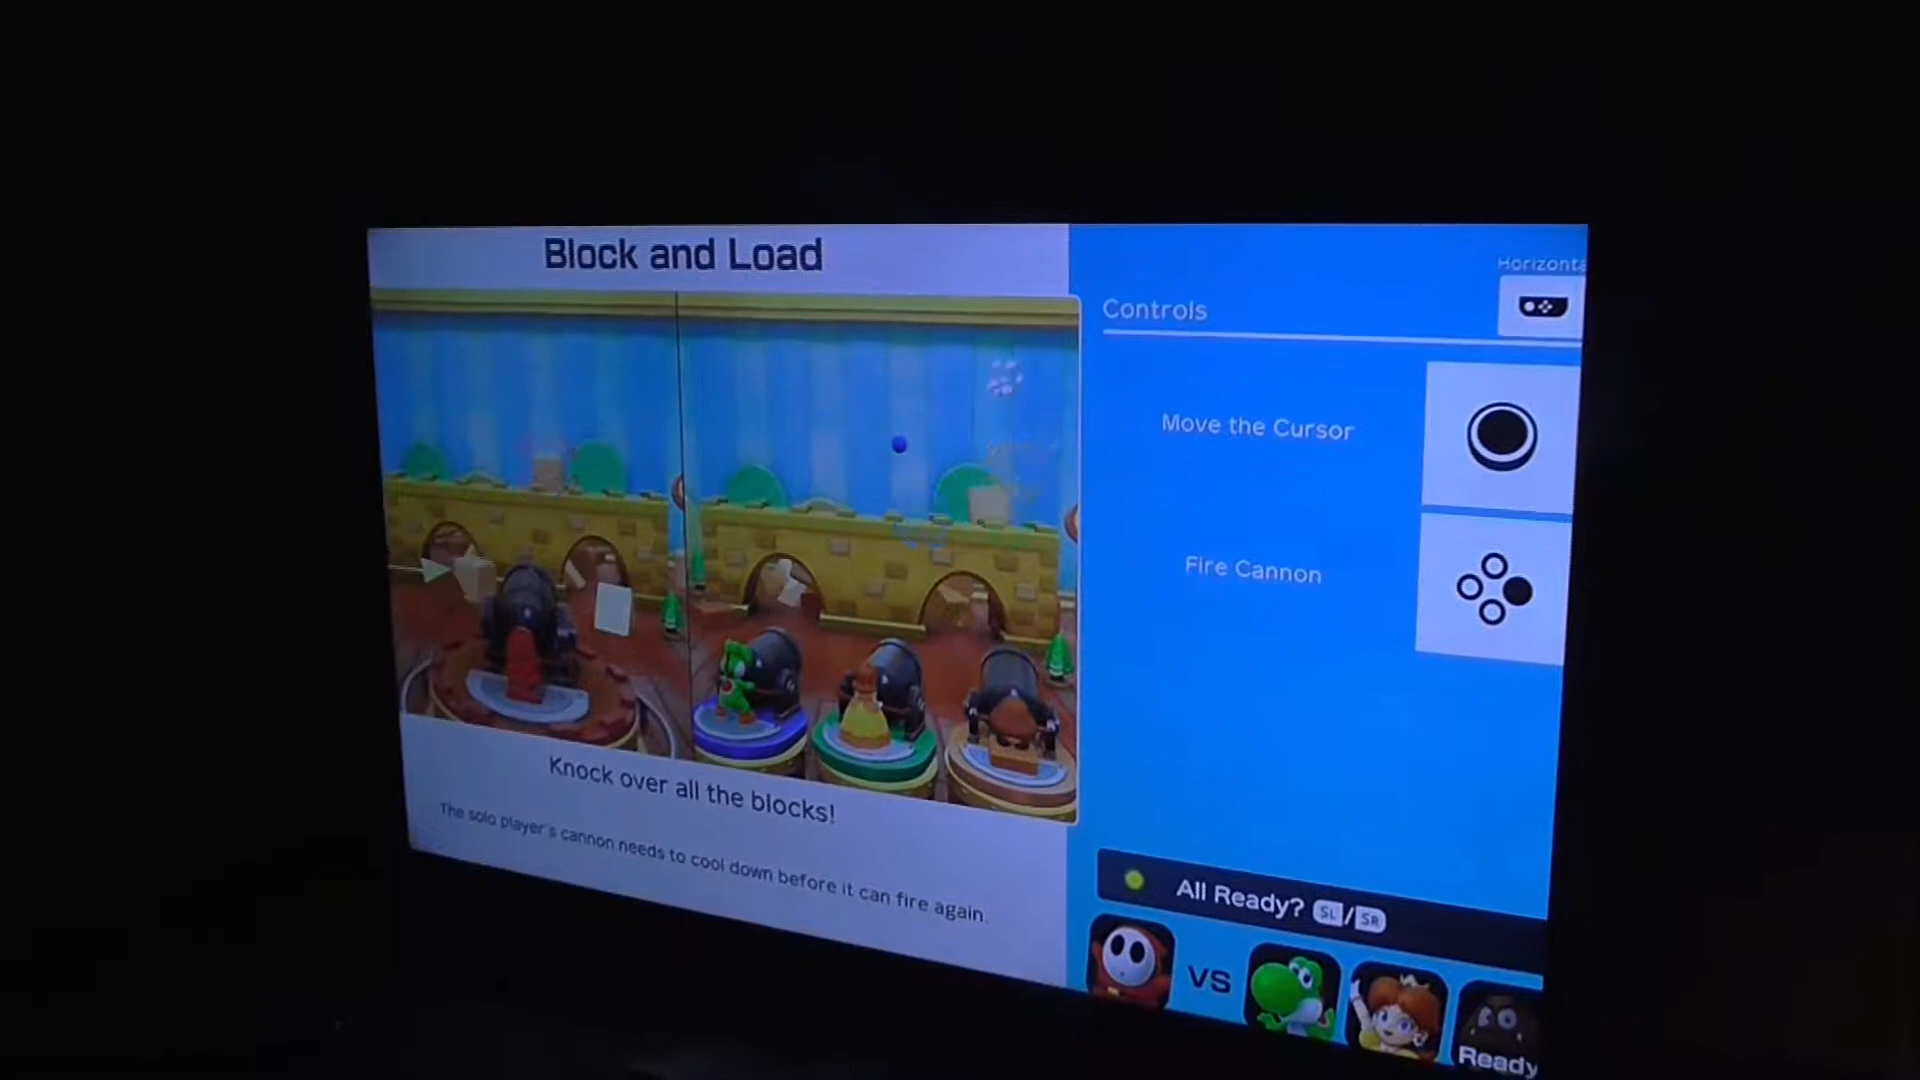 Block and Load
Knock over all the blocks!
The solo player's cannon needs to cool down before it can fire again.
Horizonta
Controls
Move the Cursor
Fire Cannon
All Ready? SL/SR
VS
Ready